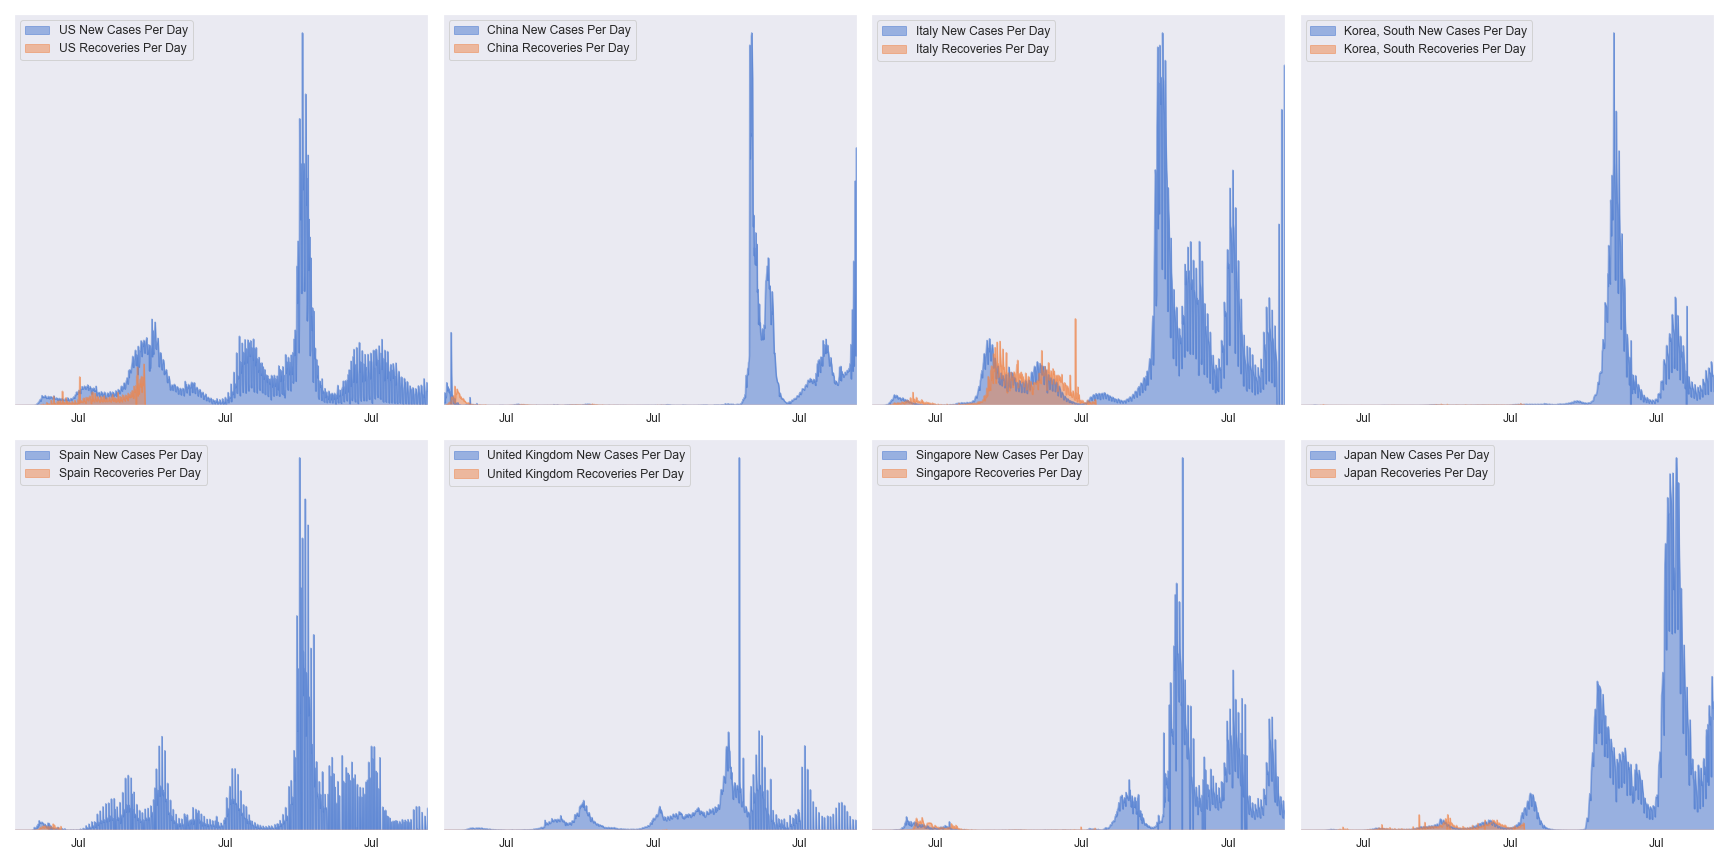 US New Cases Per Day
US Recoveries Per Day
China New Cases Per Day
China Recoveries Per Day
Italy New Cases Per Day
Italy Recoveries Per Day
Korea, South New Cases Per Day
Korea, South Recoveries Per Day
Jul Jul Jul
Jul Jul Jul
Jul Jul Jul
Jul Jul Jul
Spain New Cases Per Day
Spain Recoveries Per Day
United Kingdom New Cases Per Day
United Kingdom Recoveries Per Day
Singapore New Cases Per Day
Singapore Recoveries Per Day
Japan New Cases Per Day
Japan Recoveries Per Day
Jul Jul Jul
Jul Jul Jul
Jul Jul Jul
Jul Jul Jul